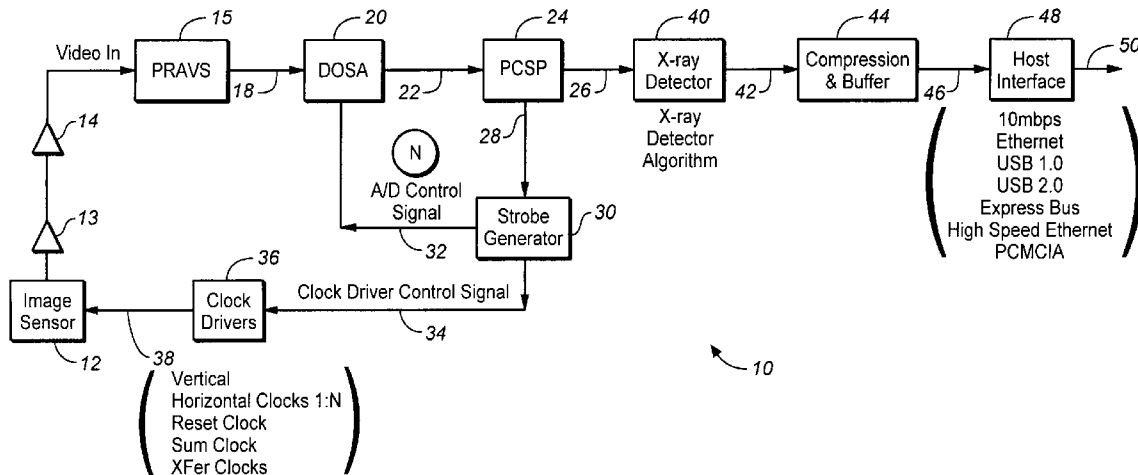 15
20
24
40
44
48
50
Video In
PRAVS
DOSA
PCSP
X-ray
Detector
Compression
& Buffer
Host
Interface
18
22
26
42
46
X-ray
Detector
Algorithm
28
14
N
A/D Control
Signal
10mbps
Ethernet
USB 1.0
USB 2.0
Express Bus
High Speed Ethernet
PCMCIA
13
Strobe
Generator
30
32
36
Image
Sensor
Clock
Drivers
Clock Driver Control Signal
34
12
38
10
Vertical
Horizontal Clocks 1:N
Reset Clock
Sum Clock
XFer Clocks